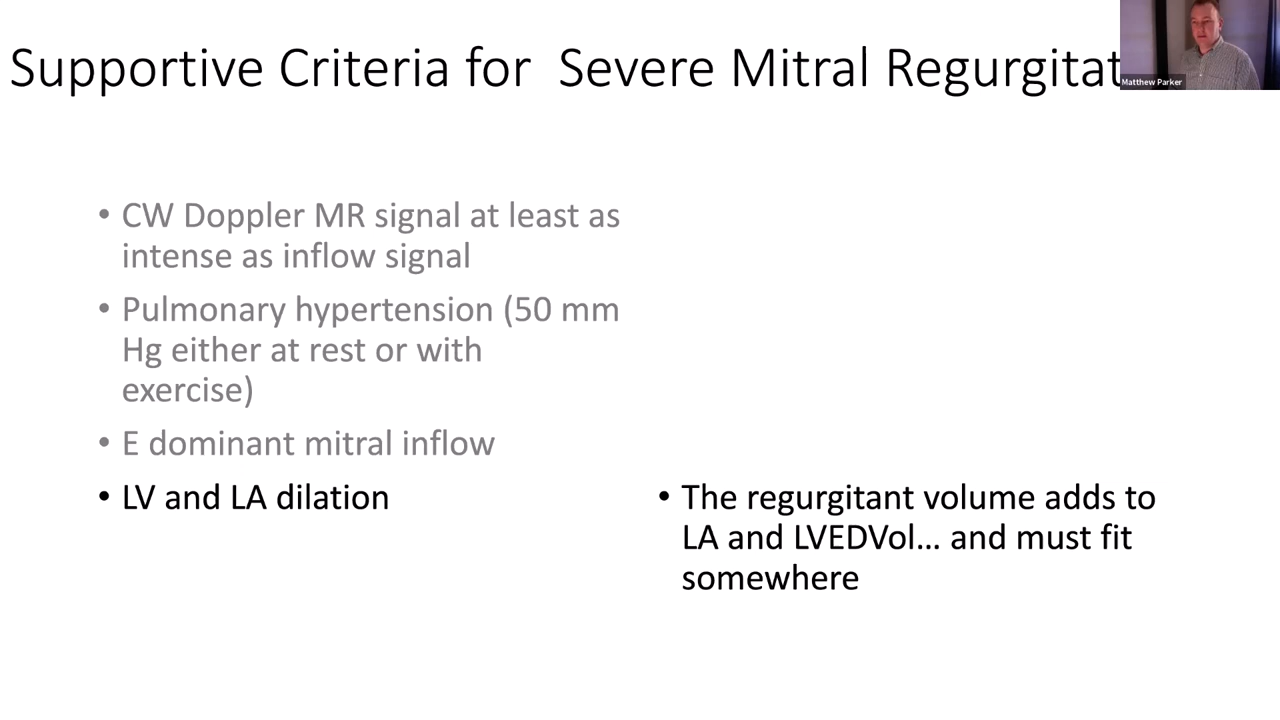 Supportive Criteria for  Severe Mitral Regurgitat
Matthew Parker
• CW Doppler MR signal at least as
intense as inflow signal
• Pulmonary hypertension (50 mm
Hg either at rest or with
exercise)
• E dominant mitral inflow
• LV and LA dilation
• The regurgitant volume adds to
LA and LVEDVol… and must fit
somewhere